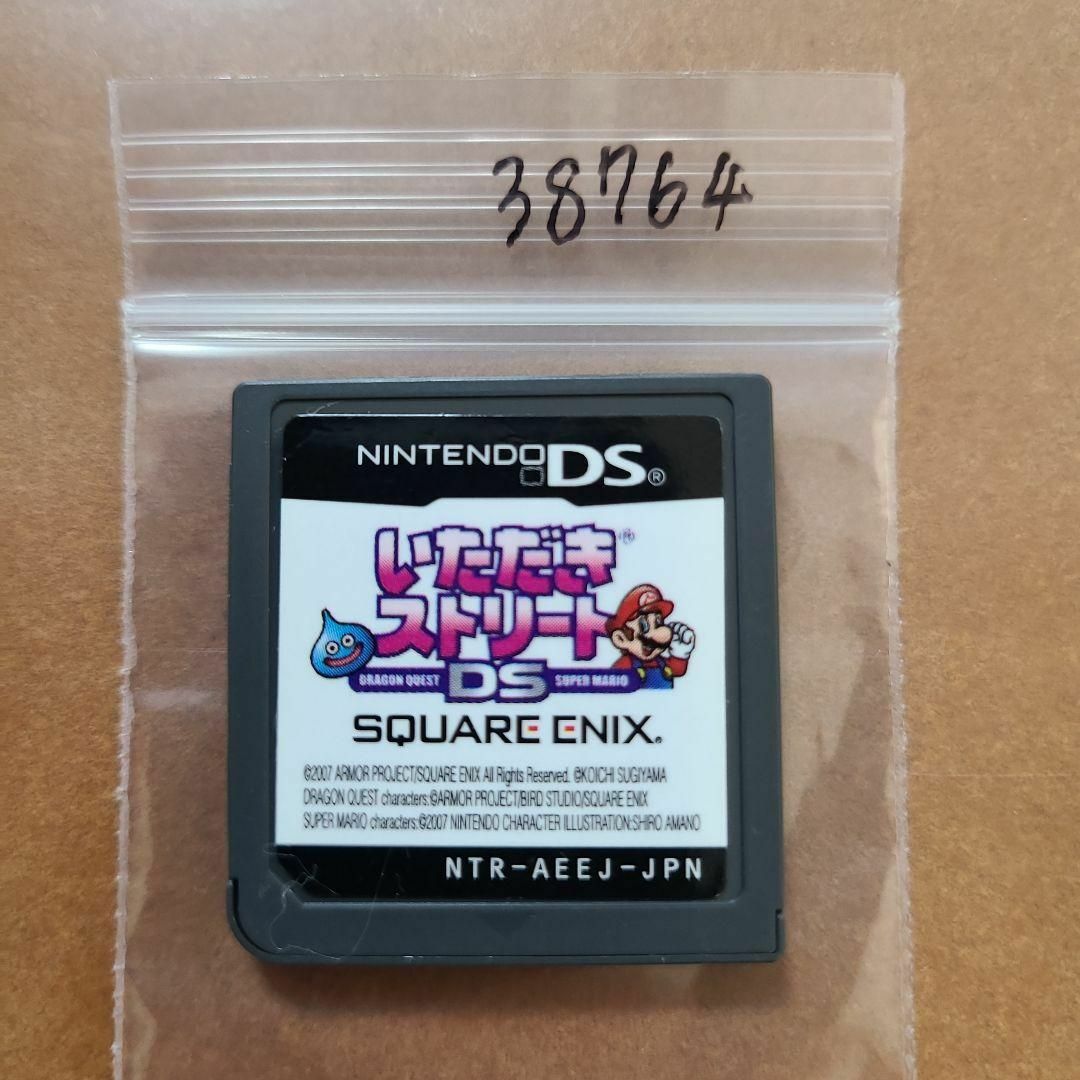 38764
NINTENDO DS®
いただき®
ストリート
DRAGON QUEST DS SUPER MARIO
SQUARE ENIX.
©2007 ARMOR PROJECT/SQUARE ENIX All Rights Reserved. ©KOICHI SUGIYAMA
DRAGON QUEST characters:©ARMOR PROJECT/BIRD STUDIO/SQUARE ENIX
SUPER MARIO characters:©2007 NINTENDO CHARACTER ILLUSTRATION:SHIRO AMANO
NTR-AEEJ-JPN